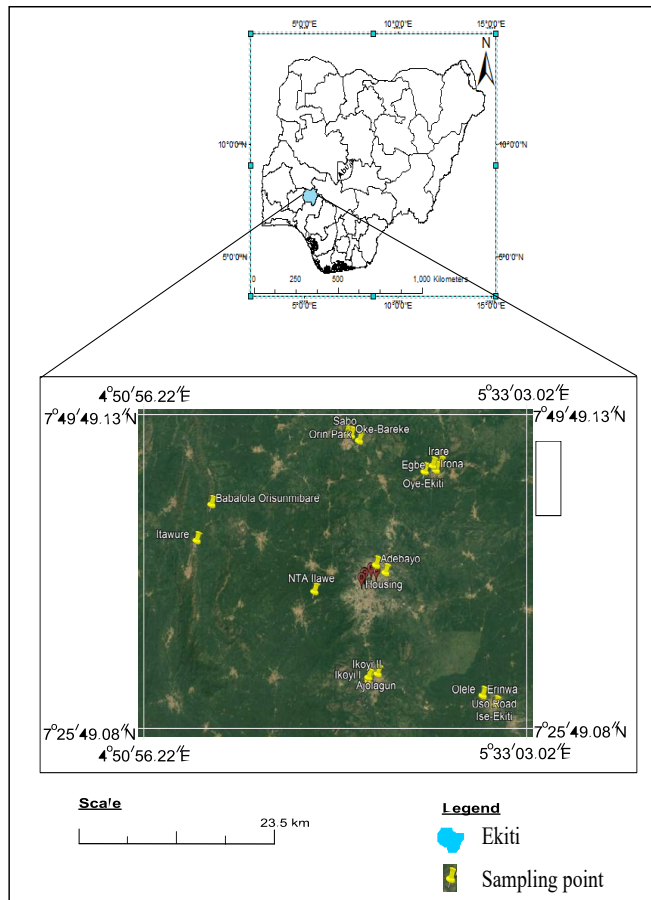 5°0'0"E 10°0'0"E 15°0'0"E
N
10°0'0"N 10°0'0"N
Abuja
5°0'0"N 5°0'0"N
0 250 500 1,000 Kilometers
5°0'0"E 10°0'0"E 15°0'0"E
4°50′56.22″E 5°33′03.02″E
7°49′49.13″N 7°49′49.13″N
Sabo
Orin Park Oke-Bareke
Irare
Egbe Irona
Oye-Ekiti
Babalola Orisunmibare
Itawure
Adebayo
NTA Ilawe
Housing
Ikoyi II
Ikoyi I
Ajolagun
Olele Erinwa
Uso Road
Ise-Ekiti
7°25′49.08″N 7°25′49.08″N
4°50′56.22″E 5°33′03.02″E
Scale
23.5 km
Legend
Ekiti
Sampling point